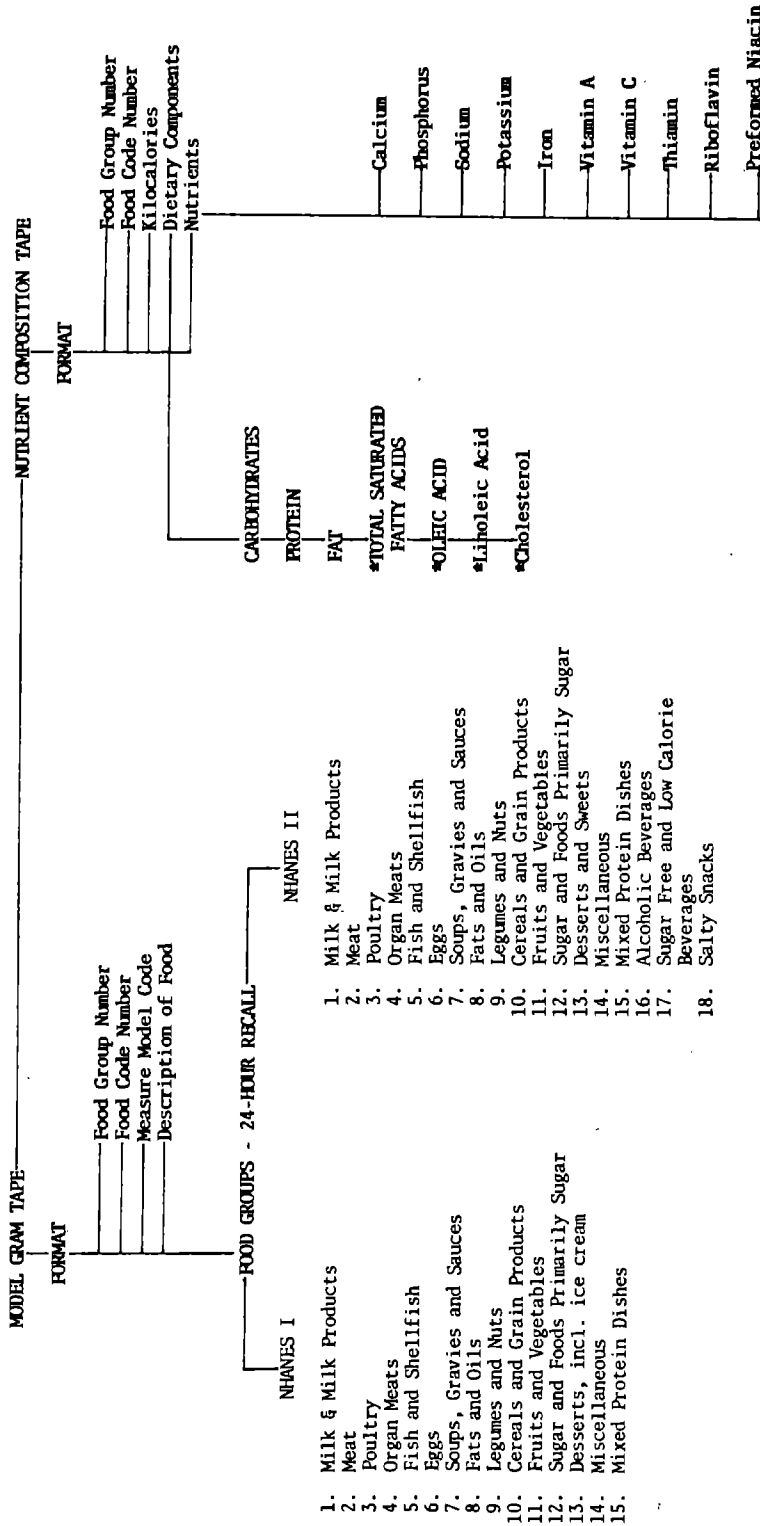 MODEL GRAM TAPE
NUTRIENT COMPOSITION TAPE
FORMAT
Food Group Number
Food Code Number
Measure Model Code
Description of Food
FOOD GROUPS - 24-HOUR RECALL
NHANES I
1. Milk & Milk Products
2. Meat
3. Poultry
4. Organ Meats
5. Fish and Shellfish
6. Eggs
7. Soups, Gravies and Sauces
8. Fats and Oils
9. Legumes and Nuts
10. Cereals and Grain Products
11. Fruits and Vegetables
12. Sugar and Foods Primarily Sugar
13. Desserts, incl. ice cream
14. Miscellaneous
15. Mixed Protein Dishes
NHANES II
1. Milk & Milk Products
2. Meat
3. Poultry
4. Organ Meats
5. Fish and Shellfish
6. Eggs
7. Soups, Gravies and Sauces
8. Fats and Oils
9. Legumes and Nuts
10. Cereals and Grain Products
11. Fruits and Vegetables
12. Sugar and Foods Primarily Sugar
13. Desserts and Sweets
14. Miscellaneous
15. Mixed Protein Dishes
16. Alcoholic Beverages
17. Sugar Free and Low Calorie
Beverages
18. Salty Snacks
FORMAT
Food Group Number
Food Code Number
Kilocalories
Dietary Components
Nutrients
CARBOHYDRATES
PROTEIN
FAT
*TOTAL SATURATED
FATTY ACIDS
*OLEIC ACID
*Linoleic Acid
*Cholesterol
Calcium
Phosphorus
Sodium
Potassium
Iron
Vitamin A
Vitamin C
Thiamin
Riboflavin
Preformed Niacin